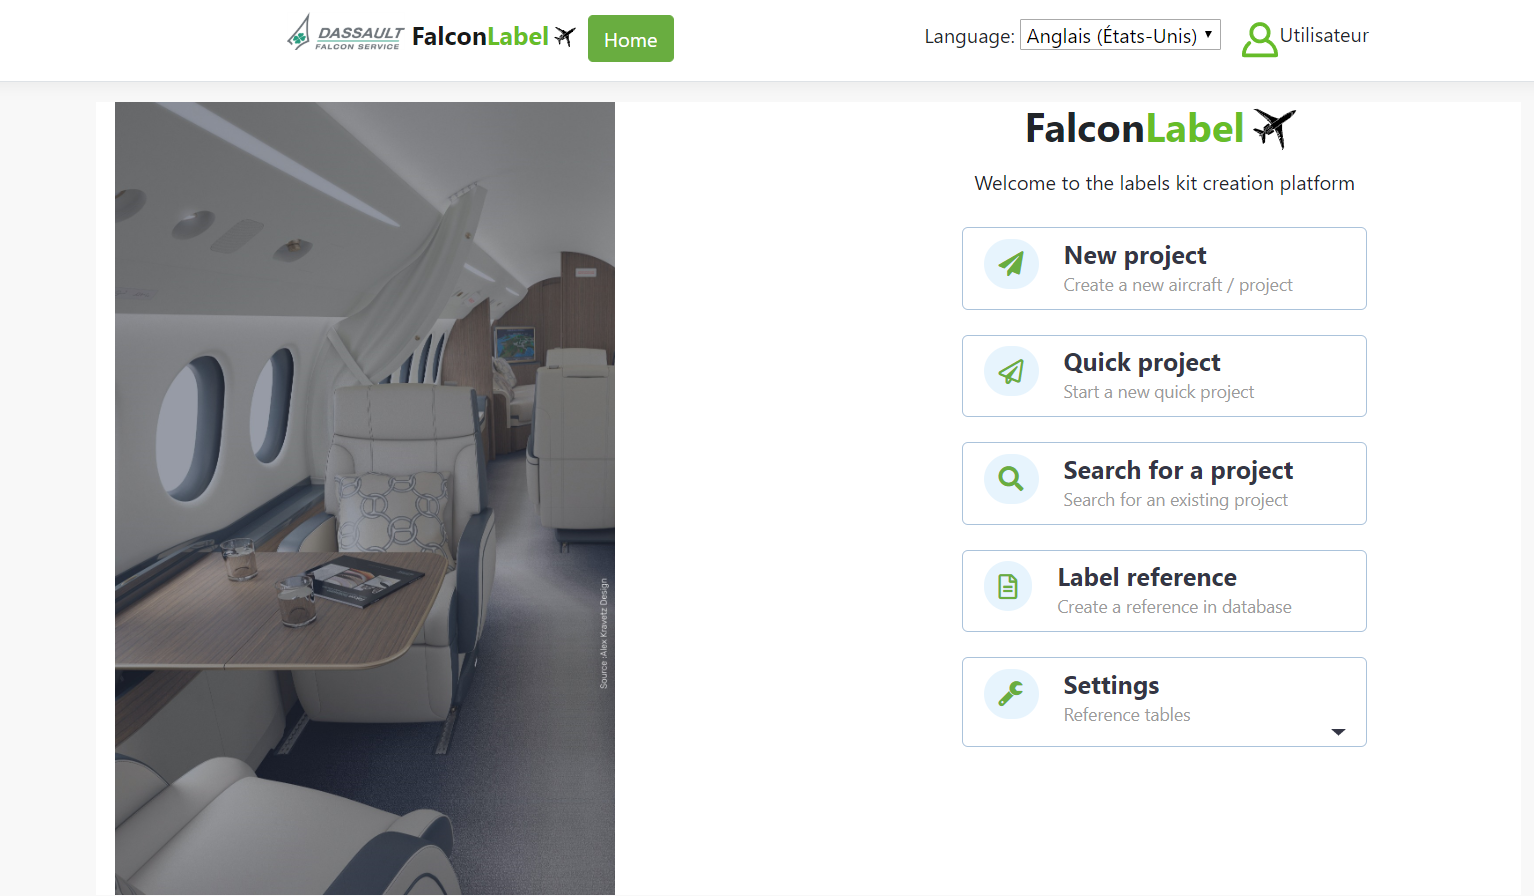 DASSAULT
FALCON SERVICE
FalconLabel
Home
Language: Anglais (États-Unis)
Utilisateur
FalconLabel
Welcome to the labels kit creation platform
New project
Create a new aircraft / project
Quick project
Start a new quick project
Search for a project
Search for an existing project
Label reference
Create a reference in database
Settings
Reference tables
Source :Alex Kravetz Design